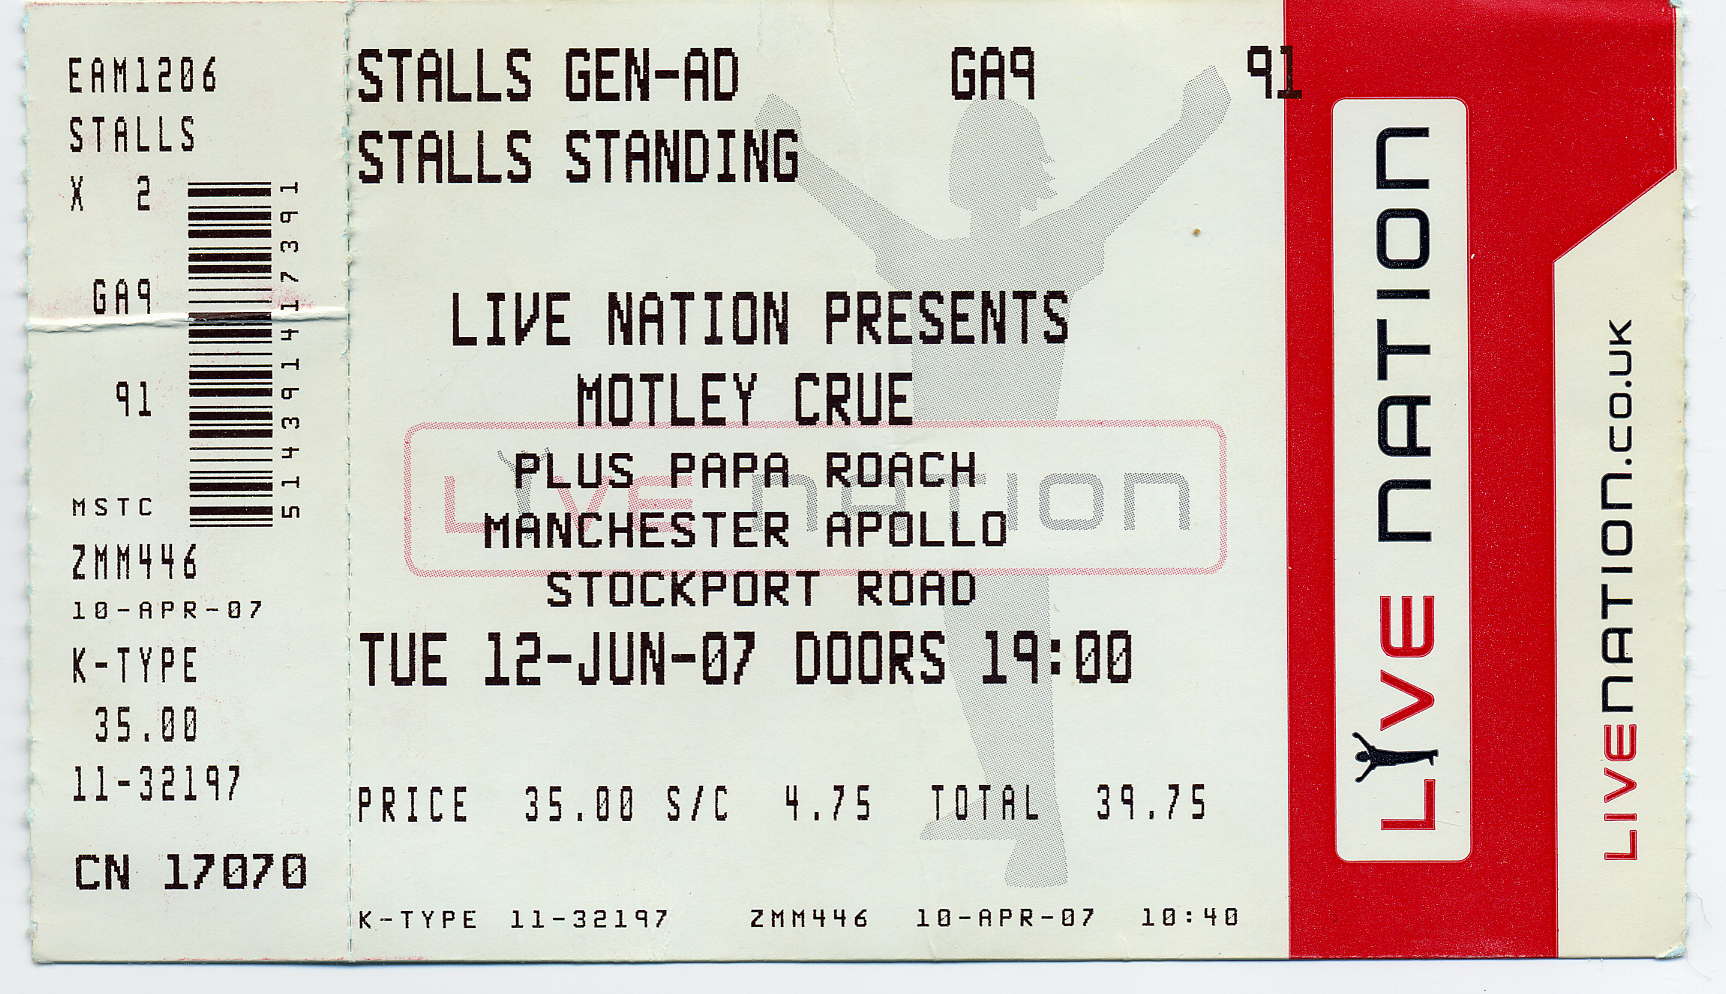 EAM1206
STALLS
X 2
GA9
91
MSTC
ZMM446
10-APR-07
K-TYPE
35.00
11-32197
CN 17070
514391417391
STALLS GEN-AD GA9 91
STALLS STANDING
LIVE NATION PRESENTS
MOTLEY CRUE
PLUS PAPA ROACH
LIVE NATION
MANCHESTER APOLLO
STOCKPORT ROAD
TUE 12-JUN-07 DOORS 19:00
PRICE 35.00 S/C 4.75 TOTAL 39.75
K-TYPE 11-32197 ZMM446 10-APR-07 10:40
LIVE NATION
LIVENATION.CO.UK